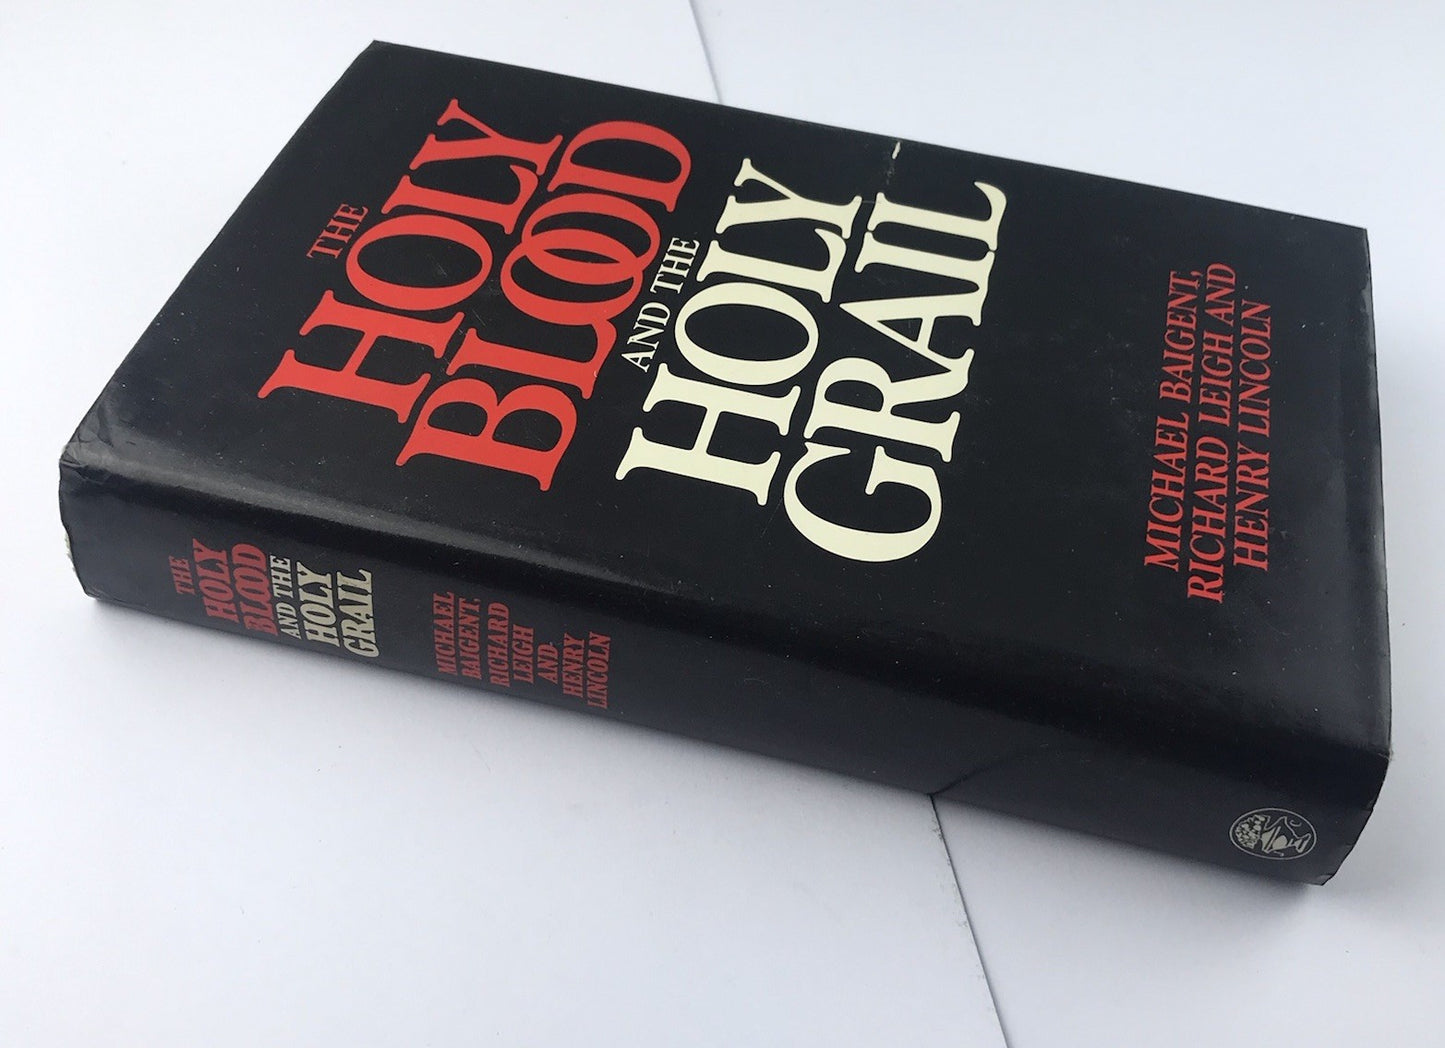 THE
HOLY
BLOOD
AND THE
HOLY
GRAIL
MICHAEL BAIGENT,
RICHARD LEIGH AND
HENRY LINCOLN
THE
HOLY
BLOOD
AND THE
HOLY
GRAIL
MICHAEL
BAIGENT,
RICHARD
LEIGH
AND
HENRY
LINCOLN